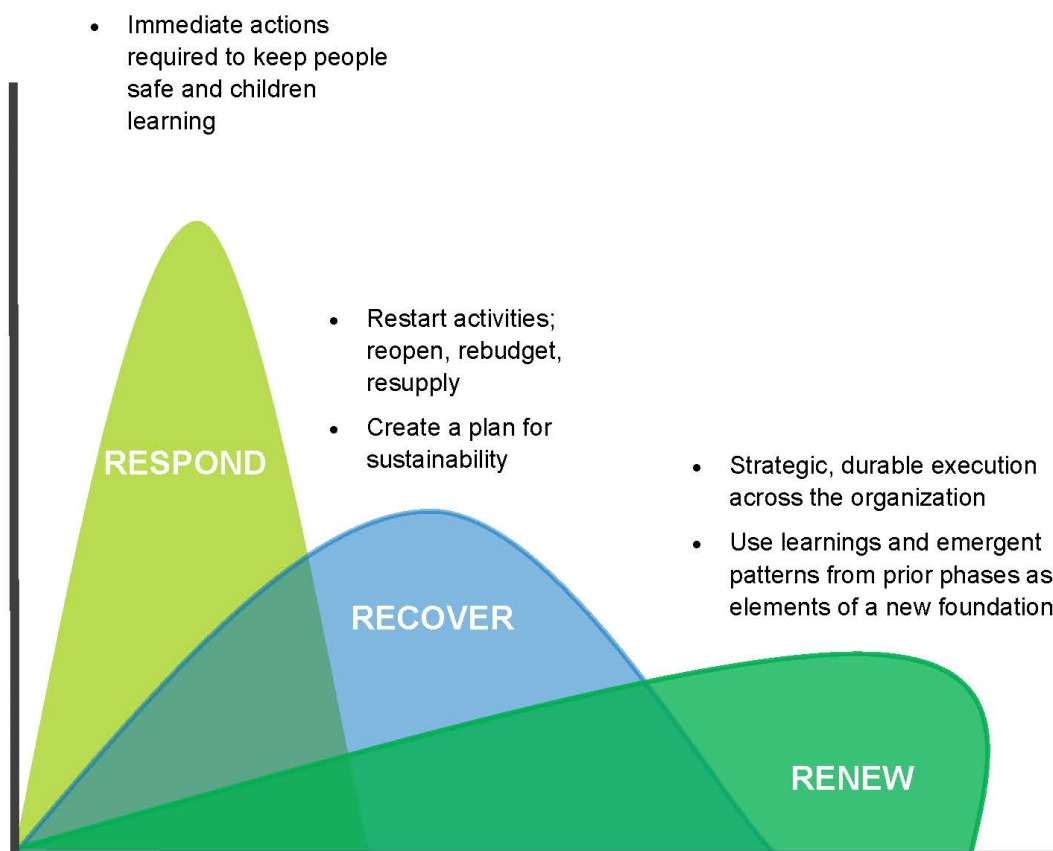 • Immediate actions
required to keep people
safe and children
learning
• Restart activities;
reopen, rebudget,
resupply
• Create a plan for
sustainability
RESPOND
• Strategic, durable execution
across the organization
• Use learnings and emergent
patterns from prior phases as
elements of a new foundation
RECOVER
RENEW